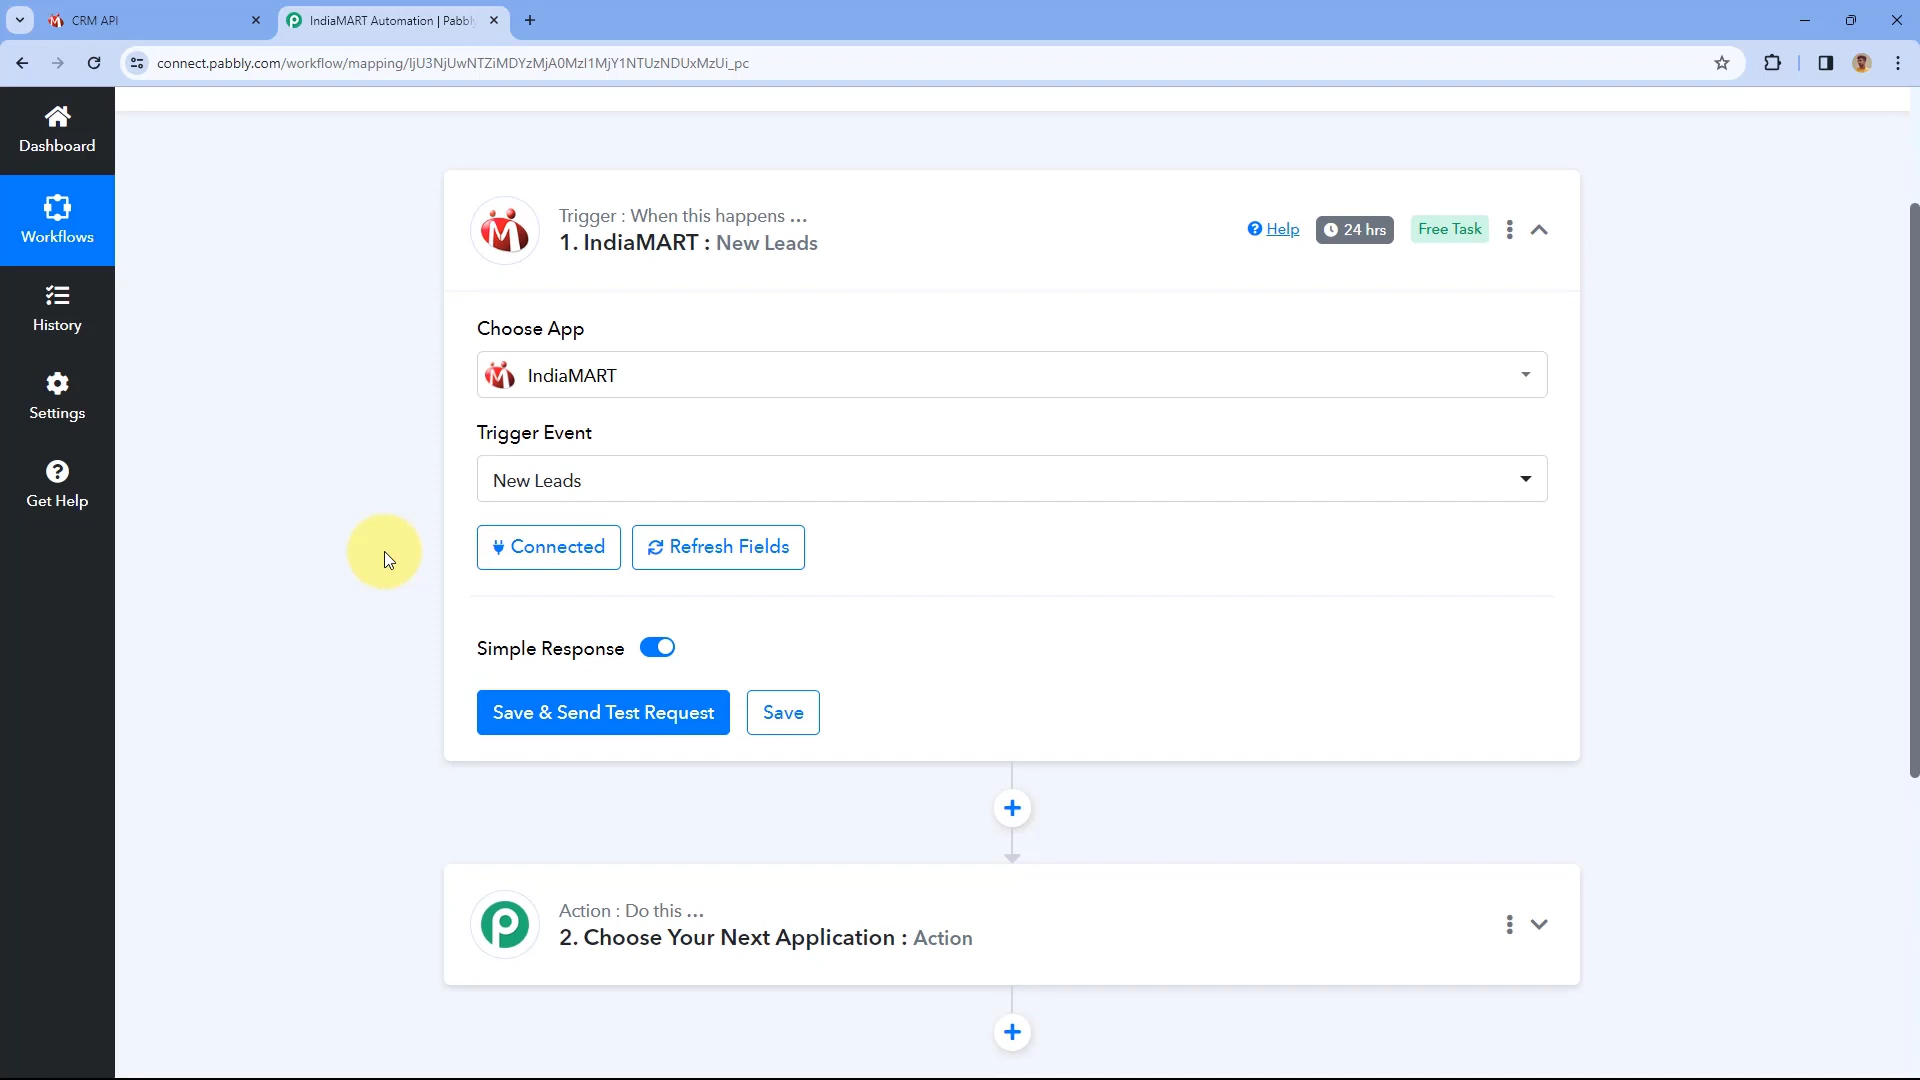 CRM API
IndiaMART Automation | Pabbly
connect.pabbly.com/workflow/mapping/IjU3NjUwNTZiMDYzMjA0MzI1MjY1NTUzNDUxMzUi_pc
Dashboard
Workflows
History
Settings
Get Help
Trigger : When this happens ...
1. IndiaMART : New Leads
Help
24 hrs
Free Task
Choose App
IndiaMART
Trigger Event
New Leads
Connected
Refresh Fields
Simple Response
Save & Send Test Request
Save
Action : Do this ...
2. Choose Your Next Application : Action